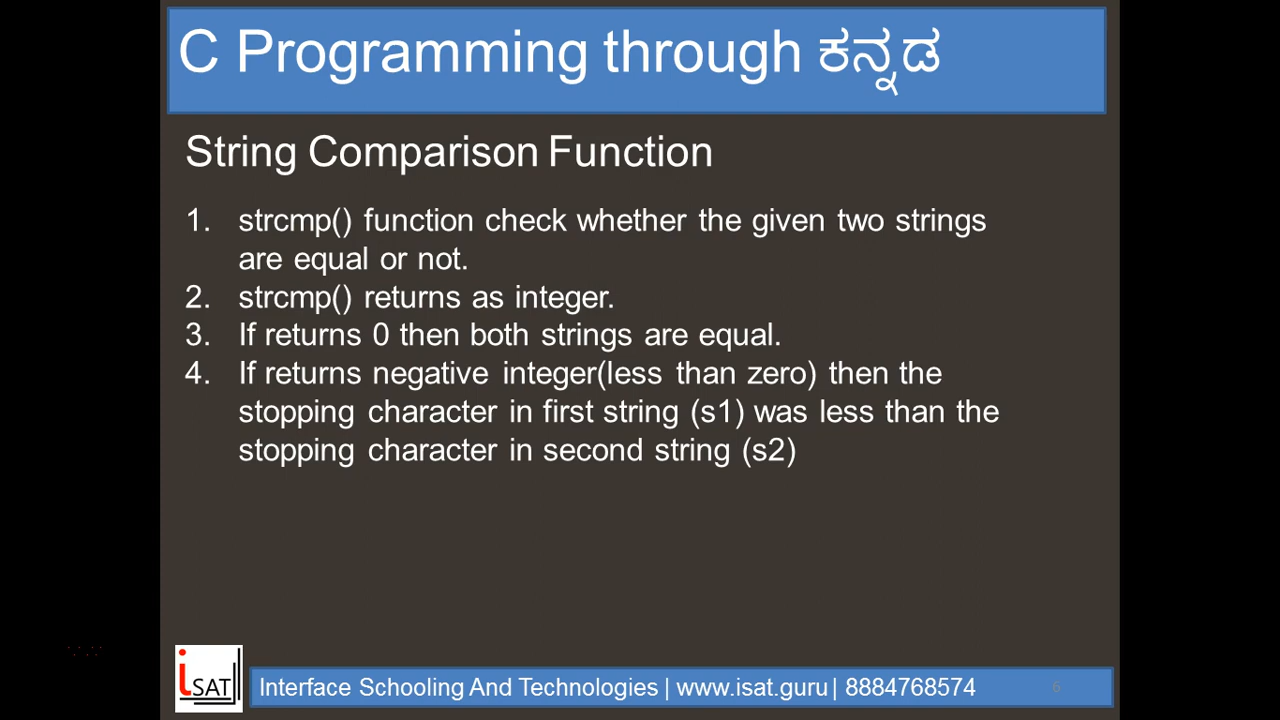 C Programming through ಕನ್ನಡ
String Comparison Function
1. strcmp() function check whether the given two strings
are equal or not.
2. strcmp() returns as integer.
3. If returns 0 then both strings are equal.
4. If returns negative integer(less than zero) then the
stopping character in first string (s1) was less than the
stopping character in second string (s2)
iSAT
Interface Schooling And Technologies | www.isat.guru | 8884768574
6